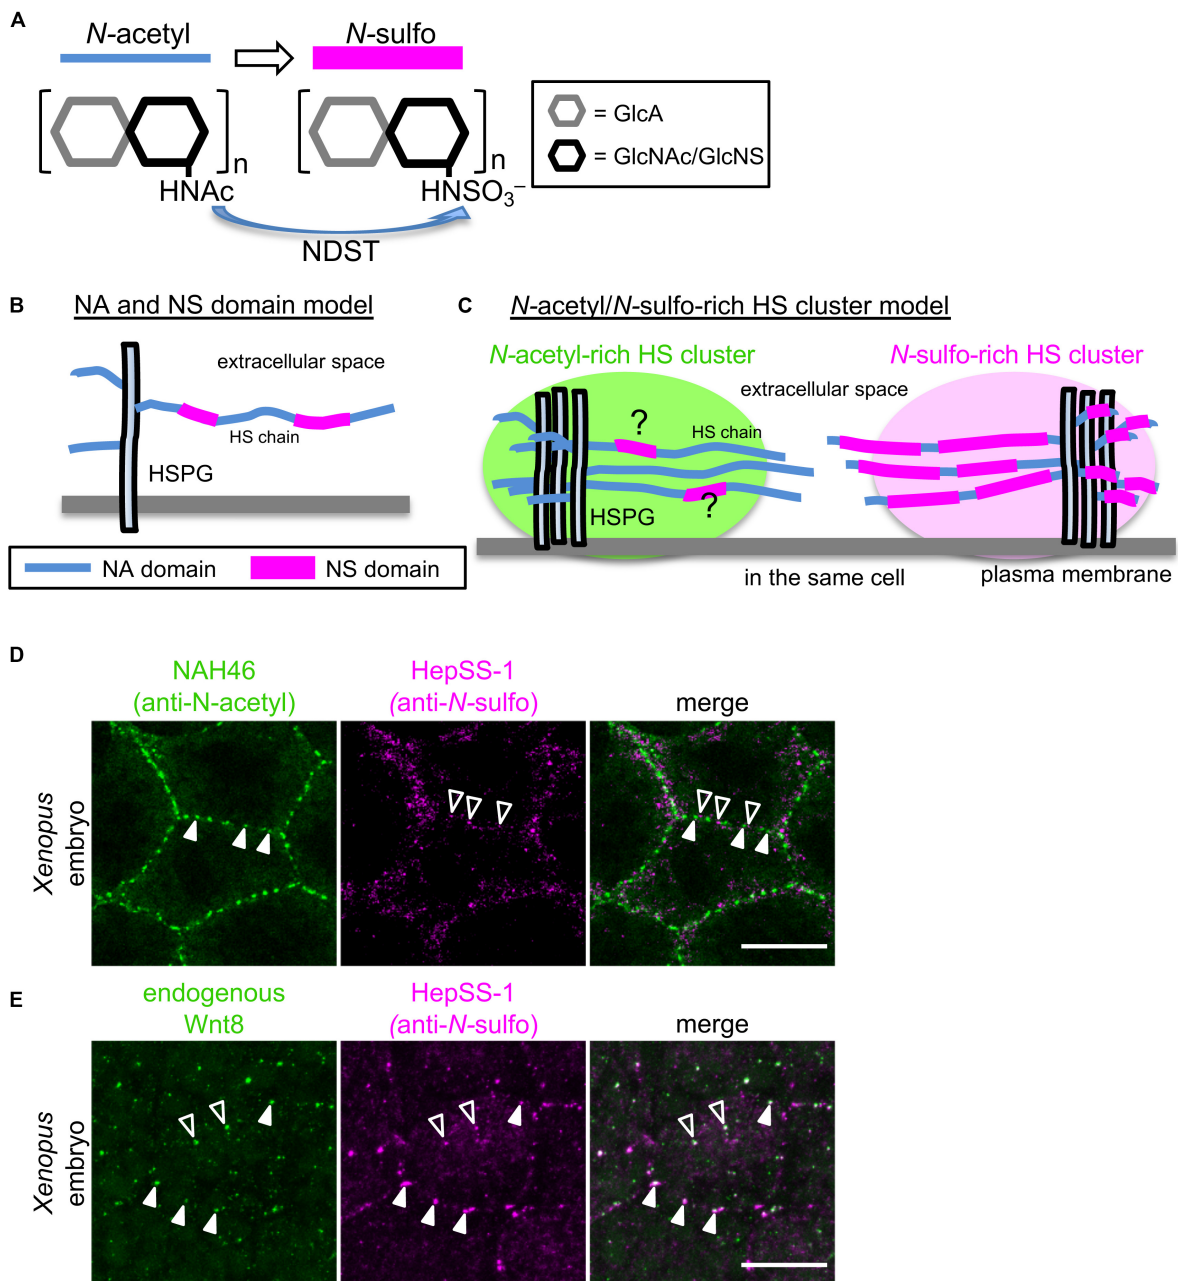 A
N-acetyl
N-sulfo
n
n
HNAc
HNSO3−
NDST
= GlcA
= GlcNAc/GlcNS
B
NA and NS domain model
extracellular space
HS chain
HSPG
NA domain
NS domain
C
N-acetyl/N-sulfo-rich HS cluster model
N-acetyl-rich HS cluster
N-sulfo-rich HS cluster
extracellular space
?
HS chain
?
HSPG
in the same cell
plasma membrane
D
NAH46
(anti-N-acetyl)
HepSS-1
(anti-N-sulfo)
merge
Xenopus
embryo
E
endogenous
Wnt8
HepSS-1
(anti-N-sulfo)
merge
Xenopus
embryo